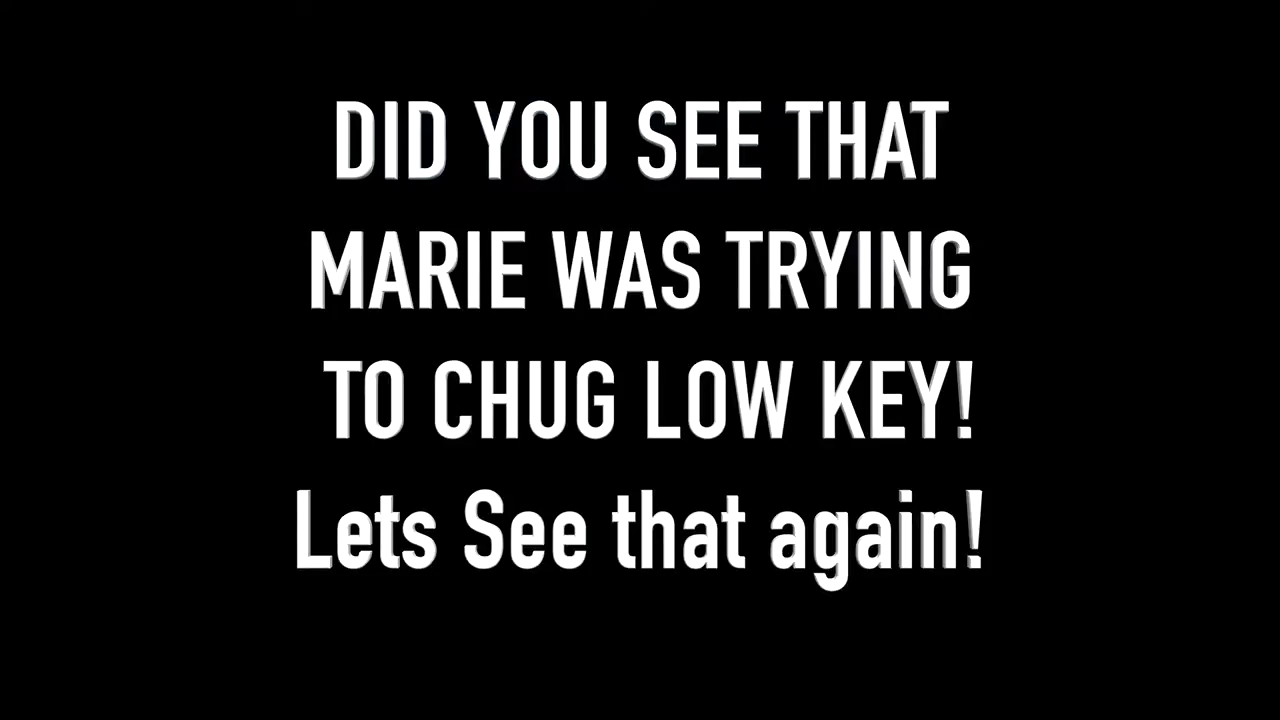 DID YOU SEE THAT
MARIE WAS TRYING
TO CHUG LOW KEY!
Lets See that again!